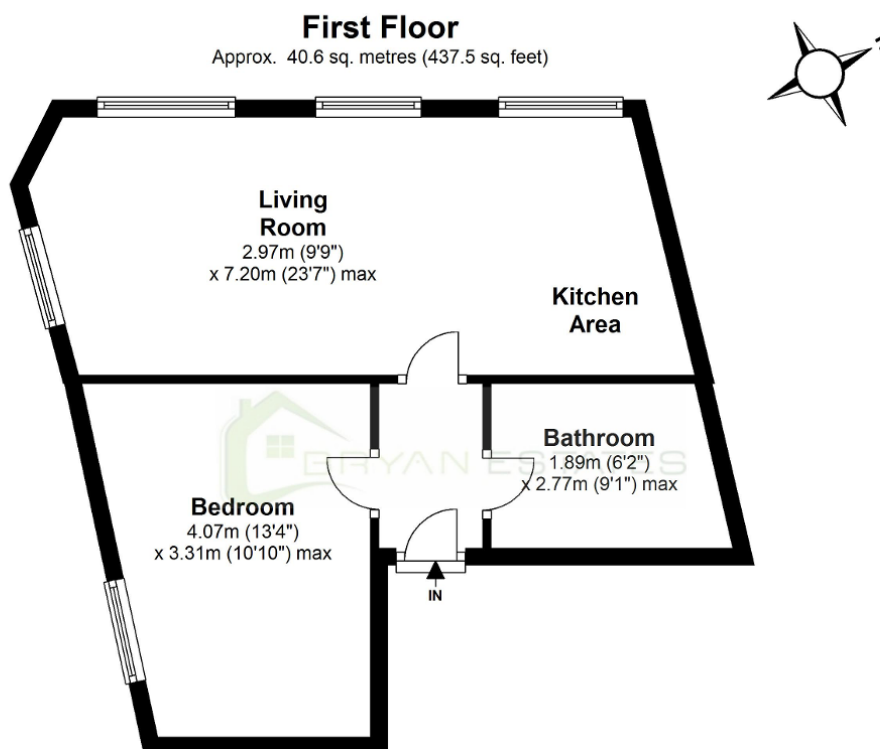 First Floor
Approx. 40.6 sq. metres (437.5 sq. feet)
Living
Room
2.97m (9'9")
x 7.20m (23'7") max
Kitchen
Area
BRYAN ESTATES
Bathroom
1.89m (6'2")
x 2.77m (9'1") max
Bedroom
4.07m (13'4")
x 3.31m (10'10") max
IN